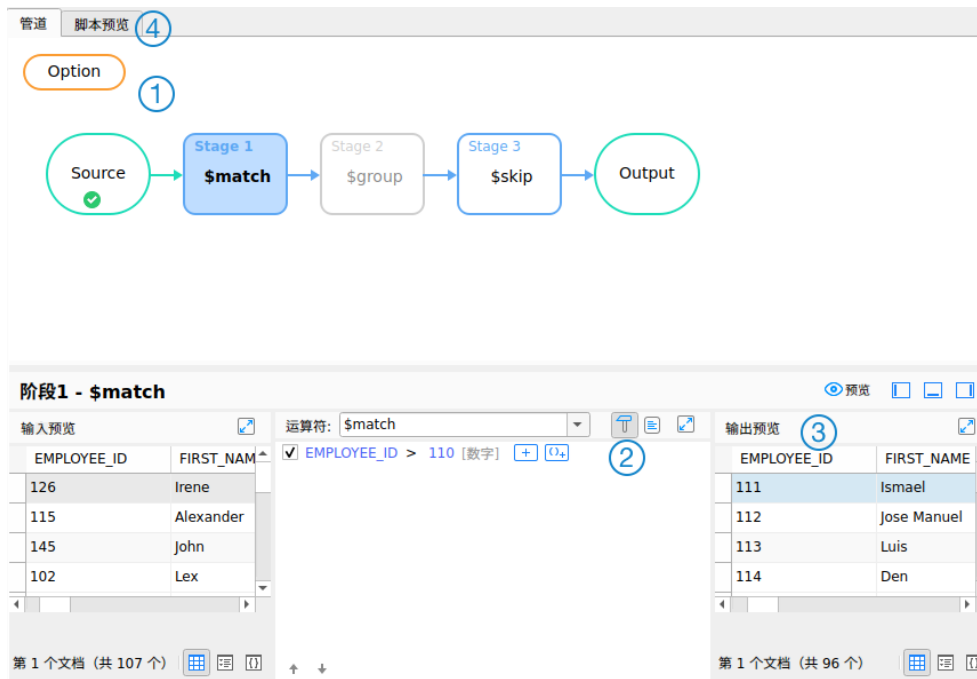 管道 脚本预览 ④
Option
①
Stage 1 Stage 2 Stage 3
Source $match $group $skip Output
阶段1 - $match 预览
输入预览 运算符: $match 输出预览 ③
②
EMPLOYEE_ID FIRST_NAM EMPLOYEE_ID > 110 [数字] EMPLOYEE_ID FIRST_NAME
126 Irene 111 Ismael
115 Alexander 112 Jose Manuel
145 John 113 Luis
102 Lex 114 Den
第 1 个文档（共 107 个） 第 1 个文档（共 96 个）